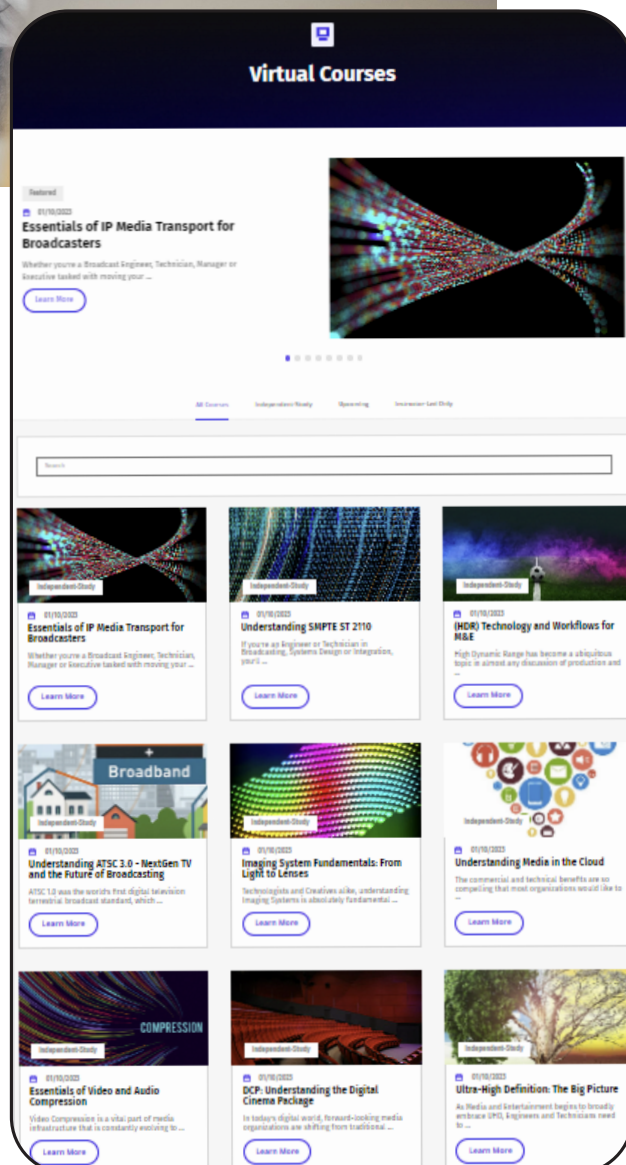 Virtual Courses
Featured
01/10/2023
Essentials of IP Media Transport for
Broadcasters
Whether you're a Broadcast Engineer, Technician, Manager or
Executive tasked with moving your ...
Learn More
All Courses
Independent-Study
Upcoming
Instructor-Led Only
Search
Independent-Study
01/10/2023
Essentials of IP Media Transport for
Broadcasters
Whether you're a Broadcast Engineer, Technician,
Manager or Executive tasked with moving your ...
Learn More
Independent-Study
01/10/2023
Understanding SMPTE ST 2110
If you're an Engineer or Technician in
Broadcasting, Systems Design or Integration,
you'll ...
Learn More
Independent-Study
01/10/2023
(HDR) Technology and Workflows for
M&E
High Dynamic Range has become a ubiquitous
topic in almost any discussion of production and
...
Learn More
+
Broadband
Independent-Study
01/10/2023
Understanding ATSC 3.0 - NextGen TV
and the Future of Broadcasting
ATSC 1.0 was the world's first digital television
terrestrial broadcast standard, which ...
Learn More
Independent-Study
01/10/2023
Imaging System Fundamentals: From
Light to Lenses
Technologists and Creatives alike, understanding
Imaging Systems is absolutely fundamental ...
Learn More
Independent-Study
01/10/2023
Understanding Media in the Cloud
The commercial and technical benefits are so
compelling that most organizations would like to
...
Learn More
COMPRESSION
Independent-Study
01/10/2023
Essentials of Video and Audio
Compression
Video Compression is a vital part of media
infrastructure that is constantly evolving to ...
Learn More
Independent-Study
01/10/2023
DCP: Understanding the Digital
Cinema Package
In today's digital world, forward-looking media
organizations are shifting from traditional ...
Learn More
Independent-Study
01/10/2023
Ultra-High Definition: The Big Picture
As Media and Entertainment begins to broadly
embrace UHD, Engineers and Technicians need
to ...
Learn More